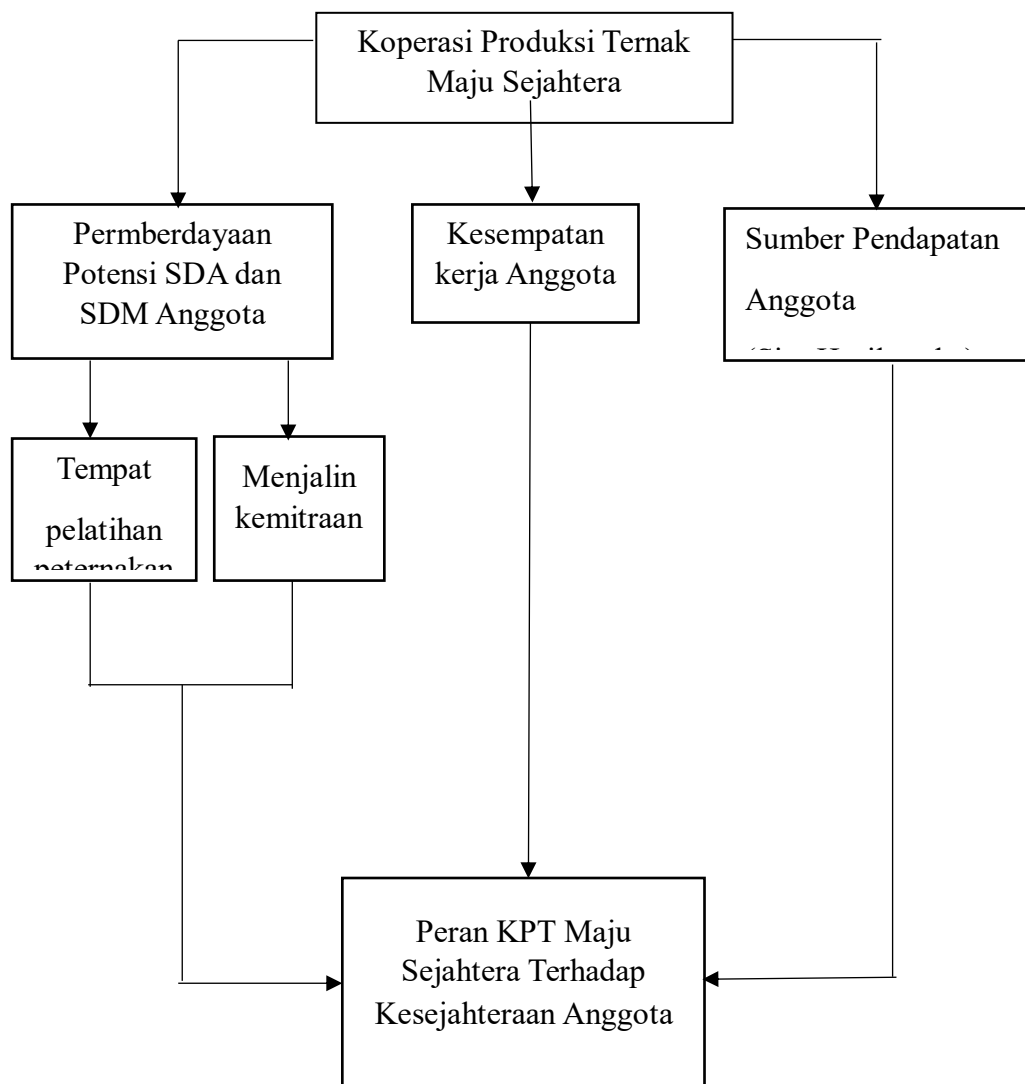 Koperasi Produksi Ternak
Maju Sejahtera
Permberdayaan
Potensi SDA dan
SDM Anggota
Kesempatan
kerja Anggota
Sumber Pendapatan
Anggota
Tempat
pelatihan
peternakan
Menjalin
kemitraan
Peran KPT Maju
Sejahtera Terhadap
Kesejahteraan Anggota